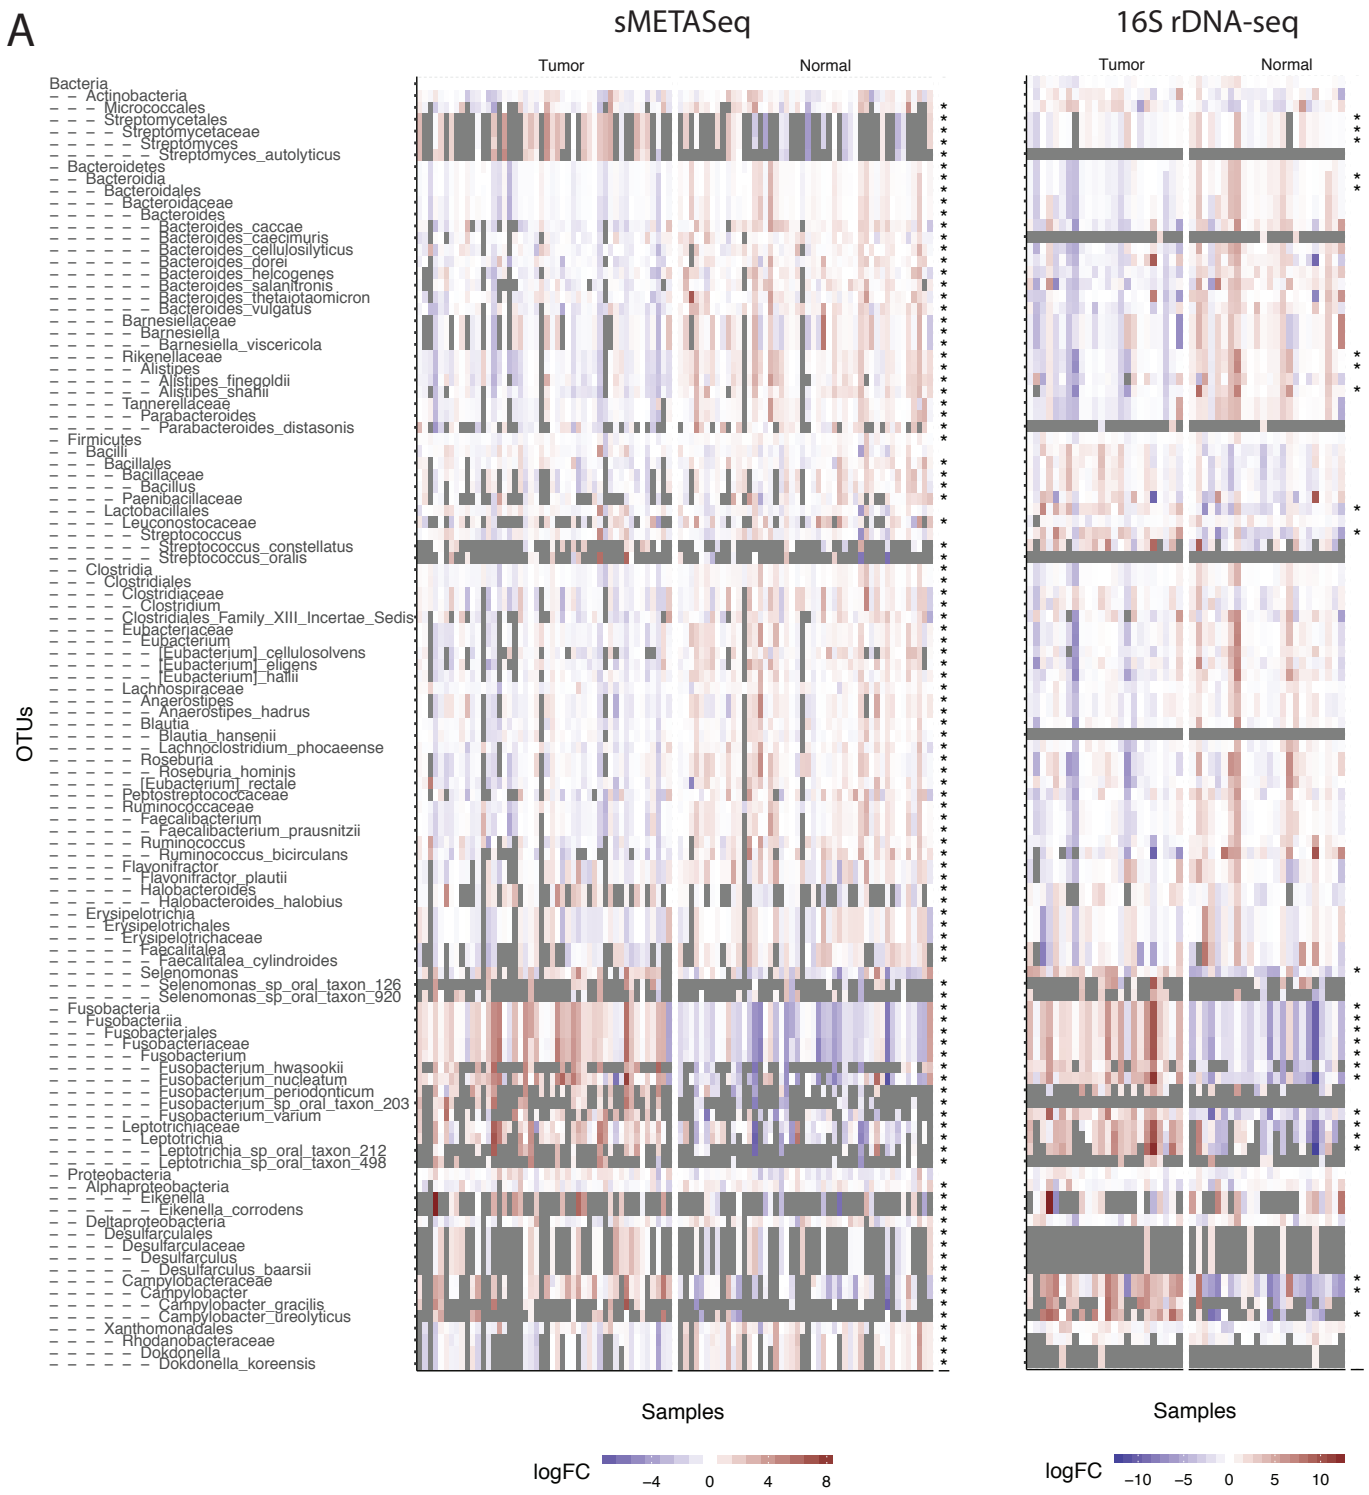 A
sMETASeq
16S rDNA-seq
Tumor
Normal
Tumor
Normal
Bacteria
– – Actinobacteria
– – – Micrococcales
– – – Streptomycetales
– – – – Streptomycetaceae
– – – – – Streptomyces
– – – – – – Streptomyces_autolyticus
– Bacteroidetes
– – Bacteroidia
– – – Bacteroidales
– – – – Bacteroidaceae
– – – – – Bacteroides
– – – – – – Bacteroides_caccae
– – – – – – Bacteroides_caecimuris
– – – – – – Bacteroides_cellulosilyticus
– – – – – – Bacteroides_dorei
– – – – – – Bacteroides_helcogenes
– – – – – – Bacteroides_salanitronis
– – – – – – Bacteroides_thetaiotaomicron
– – – – – – Bacteroides_vulgatus
– – – – Barnesiellaceae
– – – – – Barnesiella
– – – – – – Barnesiella_viscericola
– – – – Rikenellaceae
– – – – – Alistipes
– – – – – – Alistipes_finegoldii
– – – – – – Alistipes_shahii
– – – – Tannerellaceae
– – – – – Parabacteroides
– – – – – – Parabacteroides_distasonis
– Firmicutes
– – Bacilli
– – – Bacillales
– – – – Bacillaceae
– – – – – Bacillus
– – – – Paenibacillaceae
– – – Lactobacillales
– – – – Leuconostocaceae
– – – – – Streptococcus
– – – – – – Streptococcus_constellatus
– – – – – – Streptococcus_oralis
– – Clostridia
– – – Clostridiales
– – – – Clostridiaceae
– – – – – Clostridium
– – – – Clostridiales_Family_XIII_Incertae_Sedis
– – – – Eubacteriaceae
– – – – – Eubacterium
– – – – – – [Eubacterium]_cellulosolvens
– – – – – – [Eubacterium]_eligens
– – – – – – [Eubacterium]_hallii
– – – – Lachnospiraceae
– – – – – Anaerostipes
– – – – – – Anaerostipes_hadrus
– – – – – Blautia
– – – – – – Blautia_hansenii
– – – – – – Lachnoclostridium_phocaeense
– – – – – Roseburia
– – – – – – Roseburia_hominis
– – – – – [Eubacterium]_rectale
– – – – Peptostreptococcaceae
– – – – Ruminococcaceae
– – – – – Faecalibacterium
– – – – – – Faecalibacterium_prausnitzii
– – – – – Ruminococcus
– – – – – – Ruminococcus_bicirculans
– – – – Flavonifractor
– – – – – Flavonifractor_plautii
– – – – – Halobacteroides
– – – – – – Halobacteroides_halobius
– – Erysipelotrichia
– – – Erysipelotrichales
– – – – Erysipelotrichaceae
– – – – – Faecalitalea
– – – – – – Faecalitalea_cylindroides
– – – – – Selenomonas
– – – – – – Selenomonas_sp_oral_taxon_126
– – – – – – Selenomonas_sp_oral_taxon_920
– Fusobacteria
– – Fusobacteriia
– – – Fusobacteriales
– – – – Fusobacteriaceae
– – – – – Fusobacterium
– – – – – – Fusobacterium_hwasookii
– – – – – – Fusobacterium_nucleatum
– – – – – – Fusobacterium_periodonticum
– – – – – – Fusobacterium_sp_oral_taxon_203
– – – – – – Fusobacterium_varium
– – – – Leptotrichiaceae
– – – – – Leptotrichia
– – – – – – Leptotrichia_sp_oral_taxon_212
– – – – – – Leptotrichia_sp_oral_taxon_498
– Proteobacteria
– – Alphaproteobacteria
– – – – – Eikenella
– – – – – – Eikenella_corrodens
– – Deltaproteobacteria
– – – Desulfarculales
– – – – Desulfarculaceae
– – – – – Desulfarculus
– – – – – – Desulfarculus_baarsii
– – – – Campylobacteraceae
– – – – – Campylobacter
– – – – – – Campylobacter_gracilis
– – – – – – Campylobacter_ureolyticus
– – – Xanthomonadales
– – – – Rhodanobacteraceae
– – – – – Dokdonella
– – – – – – Dokdonella_koreensis
OTUs
Samples
Samples
logFC
−4 0 4 8
logFC
−10 −5 0 5 10